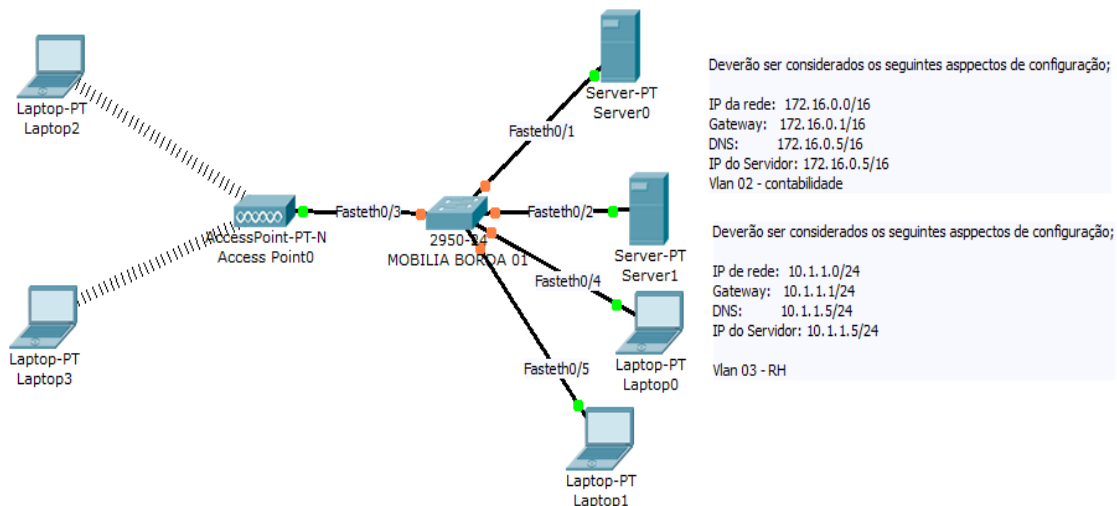 Laptop-PT
Laptop2
Laptop-PT
Laptop3
AccessPoint-PT-N
Access Point0
Fasteth0/3
2950-24
MOBILIA BORDA 01
Fasteth0/1
Server-PT
Server0
Fasteth0/2
Server-PT
Server1
Fasteth0/4
Laptop-PT
Laptop0
Fasteth0/5
Laptop-PT
Laptop1
Deverão ser considerados os seguintes asppectos de configuração;
IP da rede: 172.16.0.0/16
Gateway: 172.16.0.1/16
DNS: 172.16.0.5/16
IP do Servidor: 172.16.0.5/16
Vlan 02 - contabilidade
Deverão ser considerados os seguintes asppectos de configuração;
IP de rede: 10.1.1.0/24
Gateway: 10.1.1.1/24
DNS: 10.1.1.5/24
IP do Servidor: 10.1.1.5/24
Vlan 03 - RH